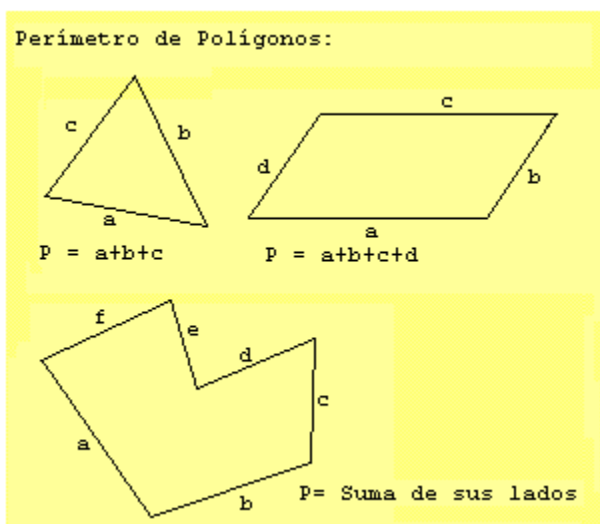 Perímetro de Polígonos:
c
b
a
P = a+b+c
c
d
b
a
P = a+b+c+d
f
e
d
c
a
b
P= Suma de sus lados